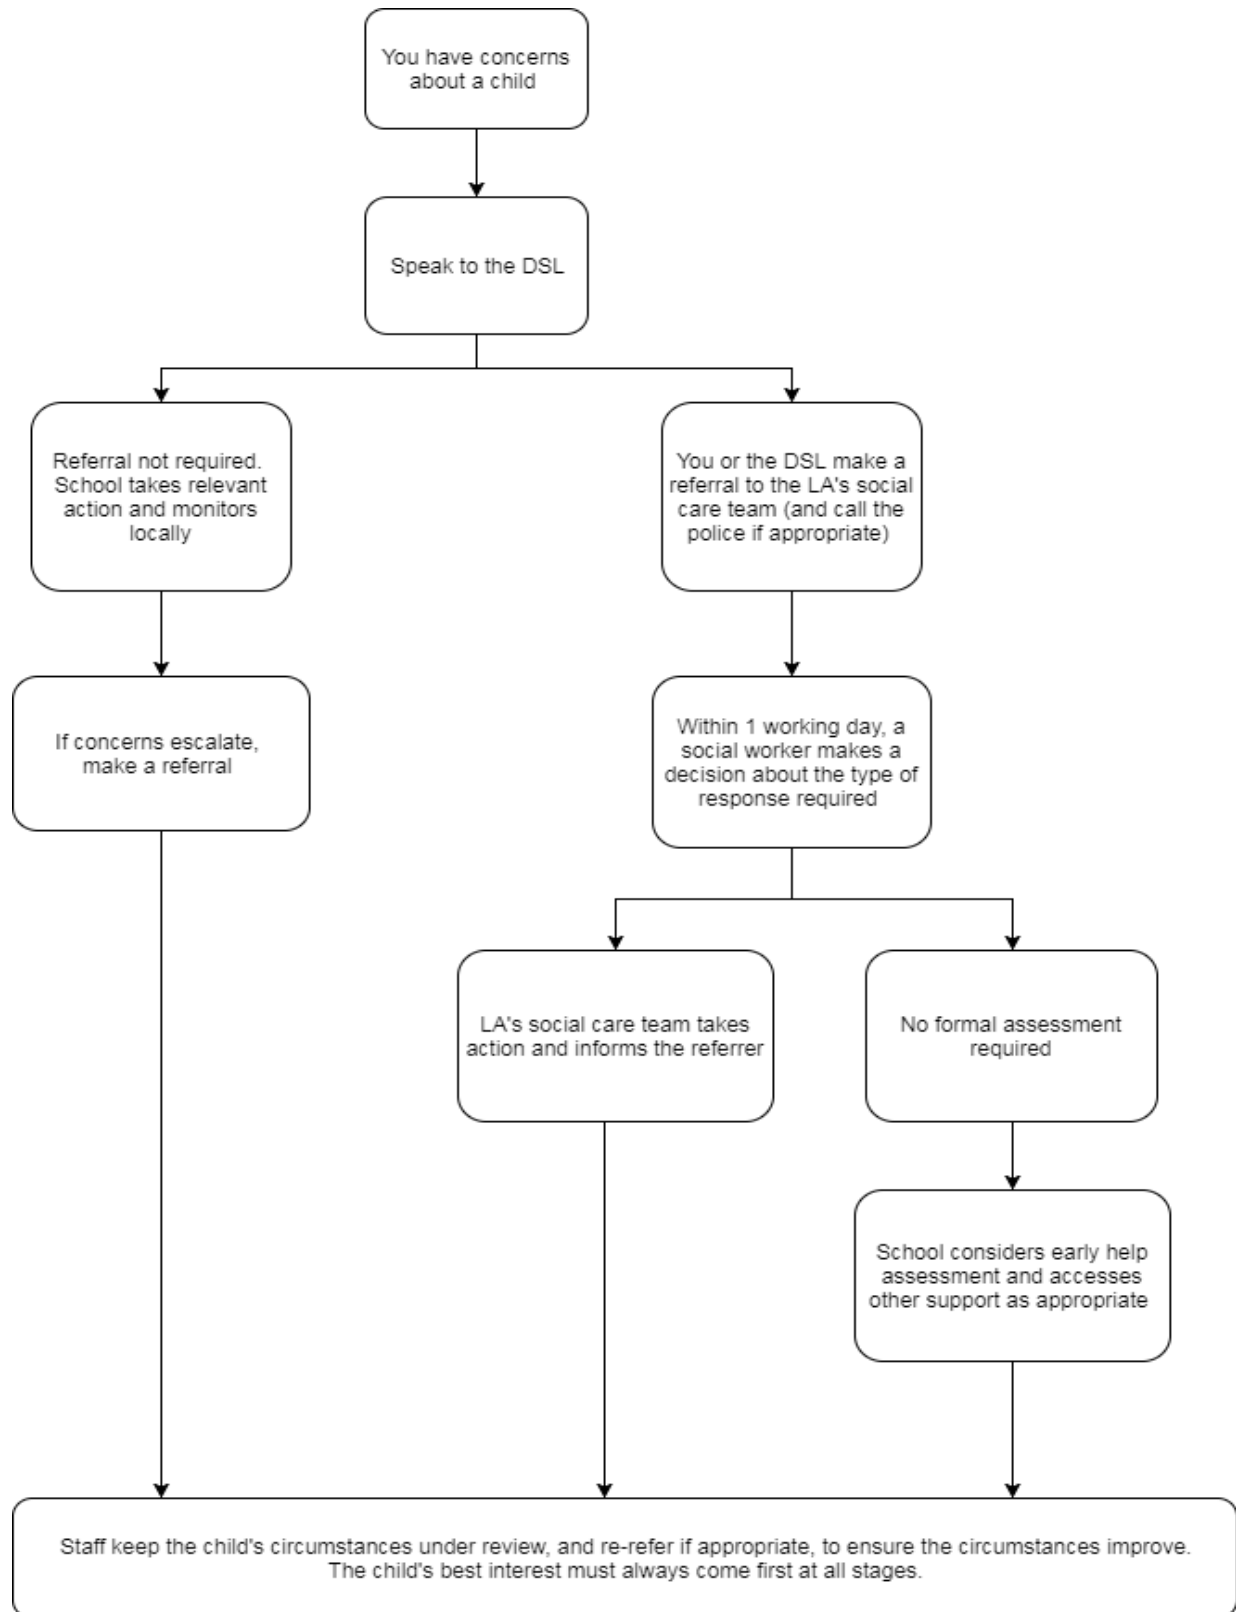 You have concerns
about a child
Speak to the DSL
Referral not required.
School takes relevant
action and monitors
locally
You or the DSL make a
referral to the LA's social
care team (and call the
police if appropriate)
If concerns escalate,
make a referral
Within 1 working day, a
social worker makes a
decision about the type of
response required
LA's social care team takes
action and informs the referrer
No formal assessment
required
School considers early help
assessment and accesses
other support as appropriate
Staff keep the child's circumstances under review, and re-refer if appropriate, to ensure the circumstances improve.
The child's best interest must always come first at all stages.